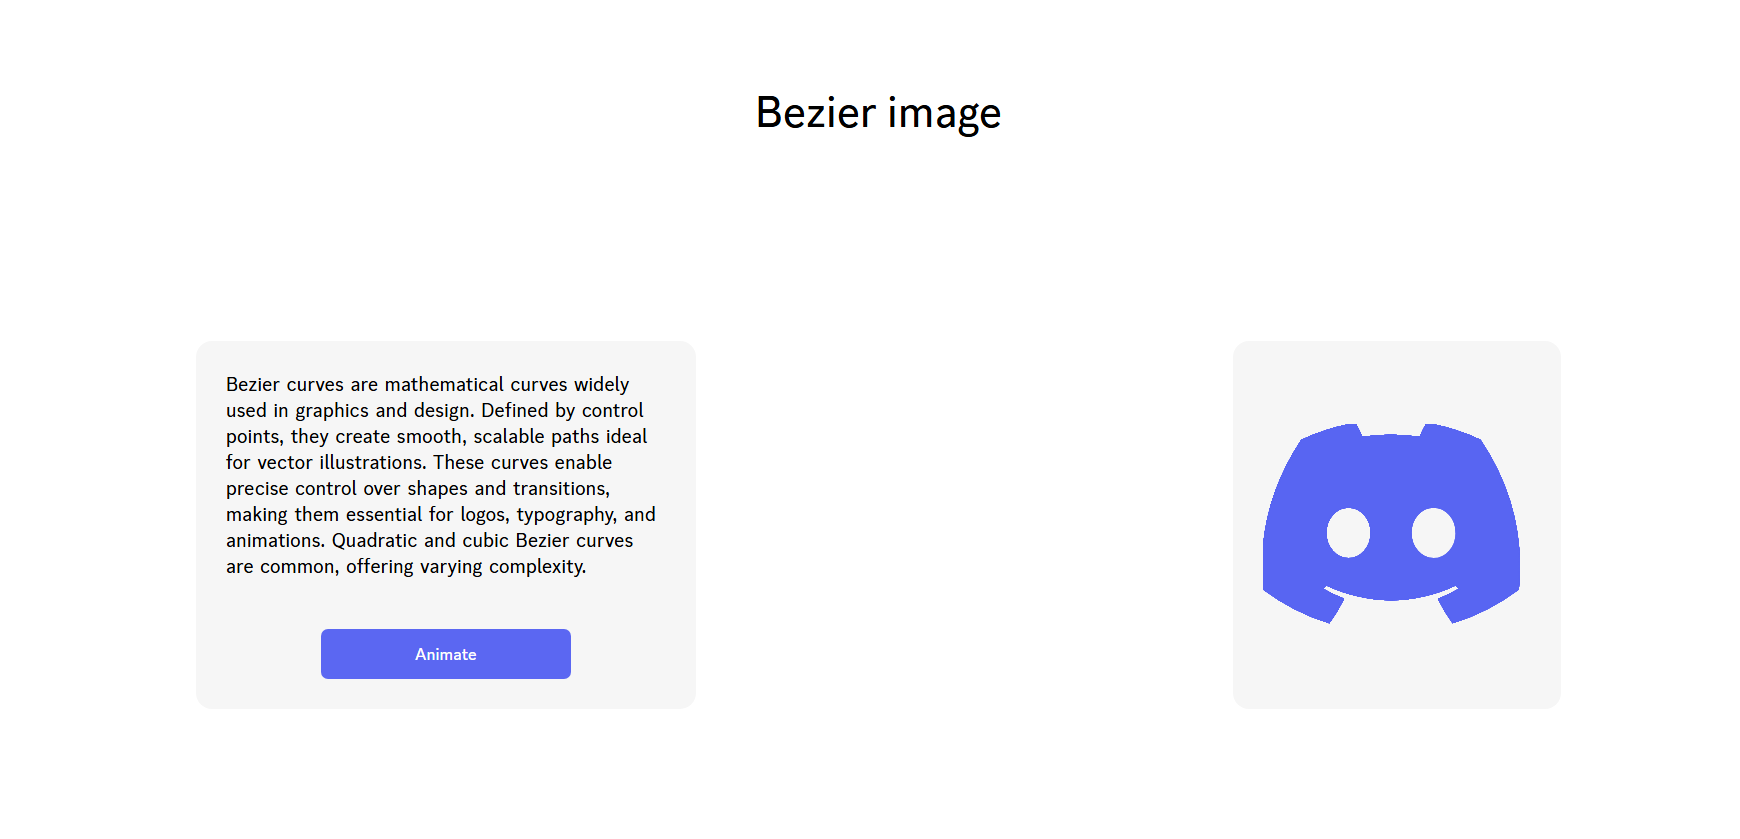 Bezier image
Bezier curves are mathematical curves widely
used in graphics and design. Defined by control
points, they create smooth, scalable paths ideal
for vector illustrations. These curves enable
precise control over shapes and transitions,
making them essential for logos, typography, and
animations. Quadratic and cubic Bezier curves
are common, offering varying complexity.
Animate